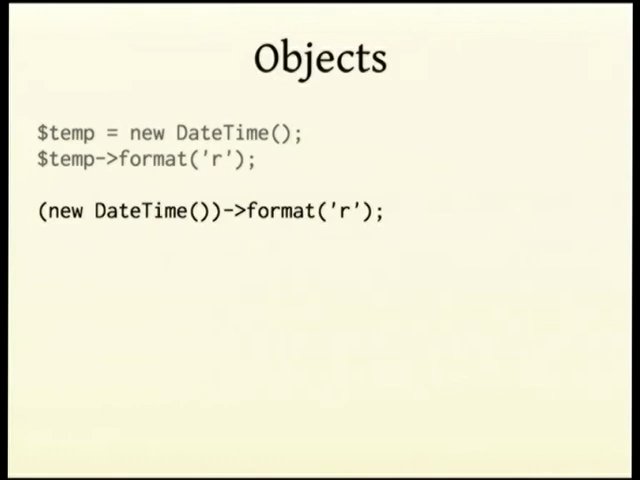 Objects
$temp = new DateTime();
$temp->format('r');
(new DateTime())->format('r');